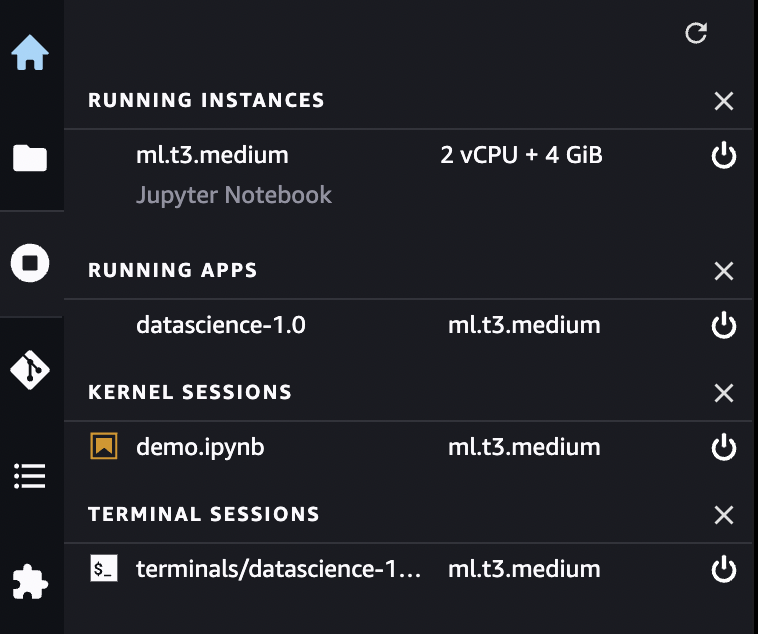 RUNNING INSTANCES
ml.t3.medium 2 vCPU + 4 GiB
Jupyter Notebook
RUNNING APPS
datascience-1.0 ml.t3.medium
KERNEL SESSIONS
demo.ipynb ml.t3.medium
TERMINAL SESSIONS
$_ terminals/datascience-1... ml.t3.medium